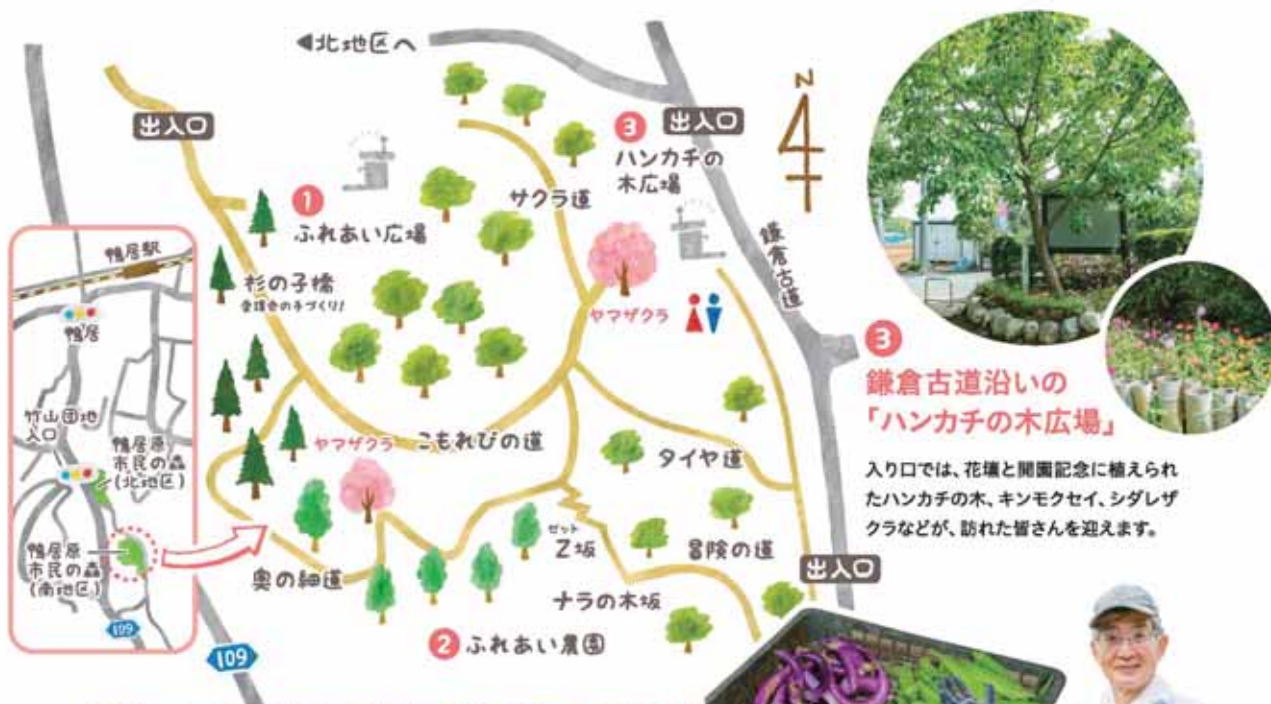 ◀北地区へ
N
出入口
3 出入口
ハンカチの
木広場
サクラ道
1
ふれあい広場
鎌倉古道
杉の子橋
愛護会の手づくり!
ヤマザクラ
ヤマザクラ
こもれびの道
タイヤ道
ゼット
Z坂
冒険の道
奥の細道
出入口
ナラの木坂
2 ふれあい農園
109
鴨居駅
鴨居
竹山団地
入口
鴨居原
市民の森
(北地区)
鴨居原
市民の森
(南地区)
109
3
鎌倉古道沿いの
「ハンカチの木広場」
入り口では、花壇と開園記念に植えられ
たハンカチの木、キンモクセイ、シダレザ
クラなどが、訪れた皆さんを迎えます。